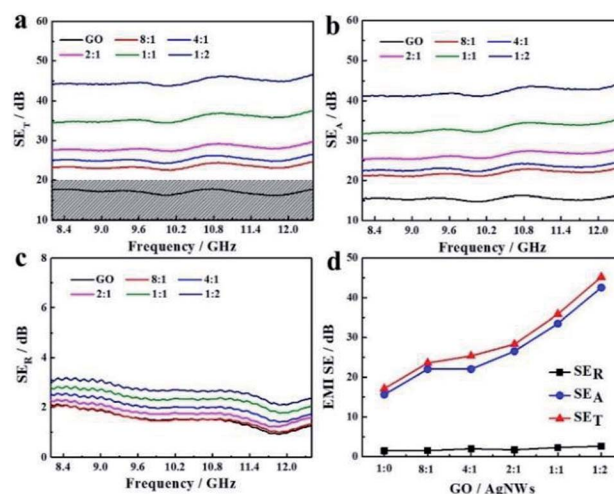 a
60
50
40
30
20
10
SE_T / dB
GO 8:1 4:1
2:1 1:1 1:2
8.4 9.0 9.6 10.2 10.8 11.4 12.0
Frequency / GHz
b
60
50
40
30
20
10
SE_A / dB
GO 8:1 4:1
2:1 1:1 1:2
8.4 9.0 9.6 10.2 10.8 11.4 12.0
Frequency / GHz
c
8
6
4
2
0
SE_R / dB
GO 8:1 4:1
2:1 1:1 1:2
8.4 9.0 9.6 10.2 10.8 11.4 12.0
Frequency / GHz
d
50
40
30
20
10
0
EMI SE / dB
SE_R
SE_A
SE_T
1:0 8:1 4:1 2:1 1:1 1:2
GO / AgNWs